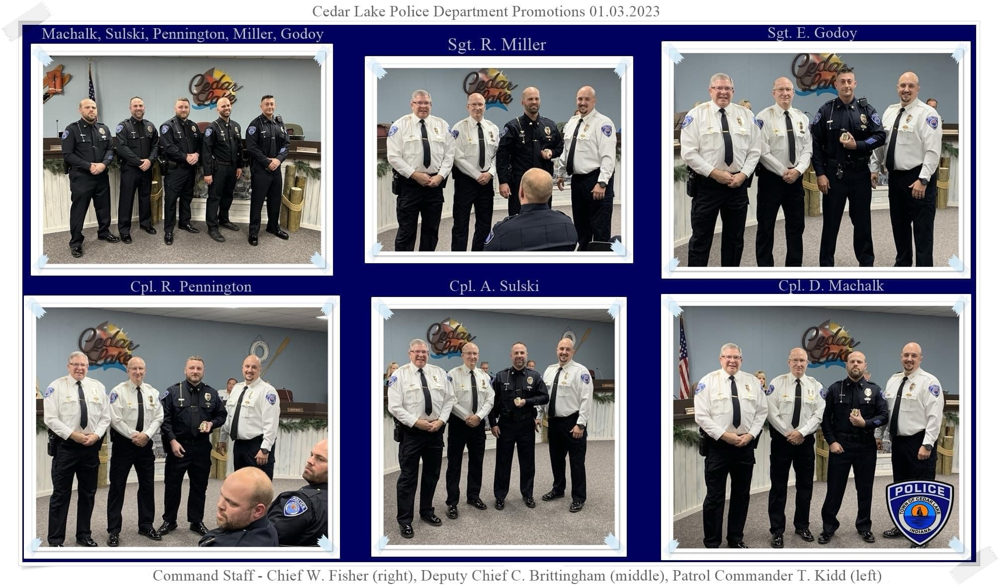 Cedar Lake Police Department Promotions 01.03.2023
Machalk, Sulski, Pennington, Miller, Godoy
Cedar
Lake
Sgt. R. Miller
Cedar
Lake
Sgt. E. Godoy
Cedar
Lake
Cpl. R. Pennington
Cedar
Lake
POLICE
Cpl. A. Sulski
Cedar
Lake
Cpl. D. Machalk
Cedar
Lake
POLICE
TOWN OF CEDAR LAKE
INDIANA
Command Staff - Chief W. Fisher (right), Deputy Chief C. Brittingham (middle), Patrol Commander T. Kidd (left)